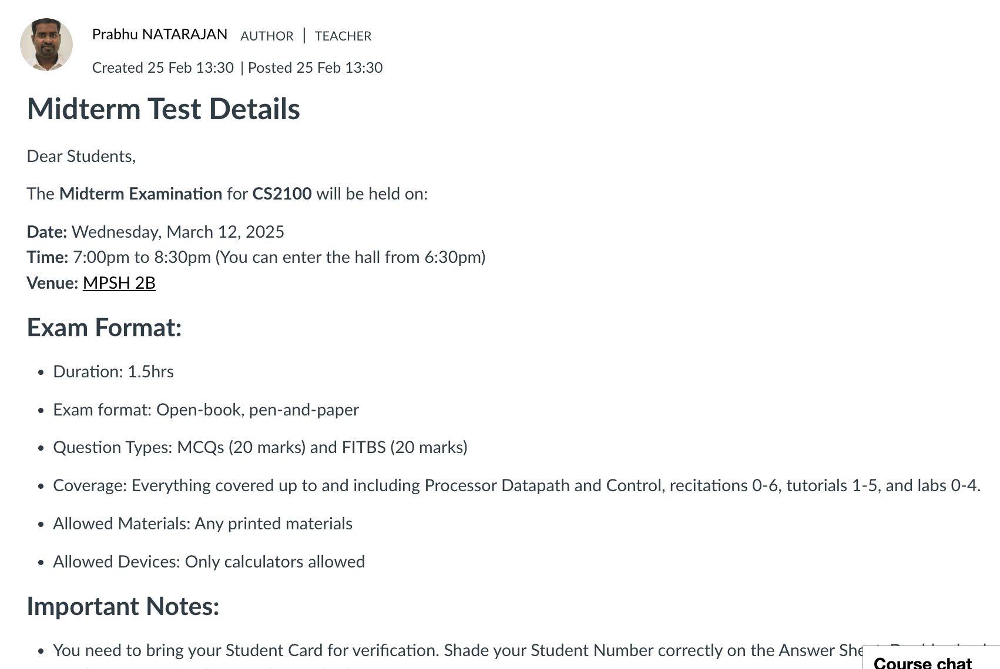 Prabhu NATARAJAN AUTHOR | TEACHER
Created 25 Feb 13:30 | Posted 25 Feb 13:30
Midterm Test Details
Dear Students,
The Midterm Examination for CS2100 will be held on:
Date: Wednesday, March 12, 2025
Time: 7:00pm to 8:30pm (You can enter the hall from 6:30pm)
Venue: MPSH 2B
Exam Format:
• Duration: 1.5hrs
• Exam format: Open-book, pen-and-paper
• Question Types: MCQs (20 marks) and FITBS (20 marks)
• Coverage: Everything covered up to and including Processor Datapath and Control, recitations 0-6, tutorials 1-5, and labs 0-4.
• Allowed Materials: Any printed materials
• Allowed Devices: Only calculators allowed
Important Notes:
• You need to bring your Student Card for verification. Shade your Student Number correctly on the Answer
Course chat